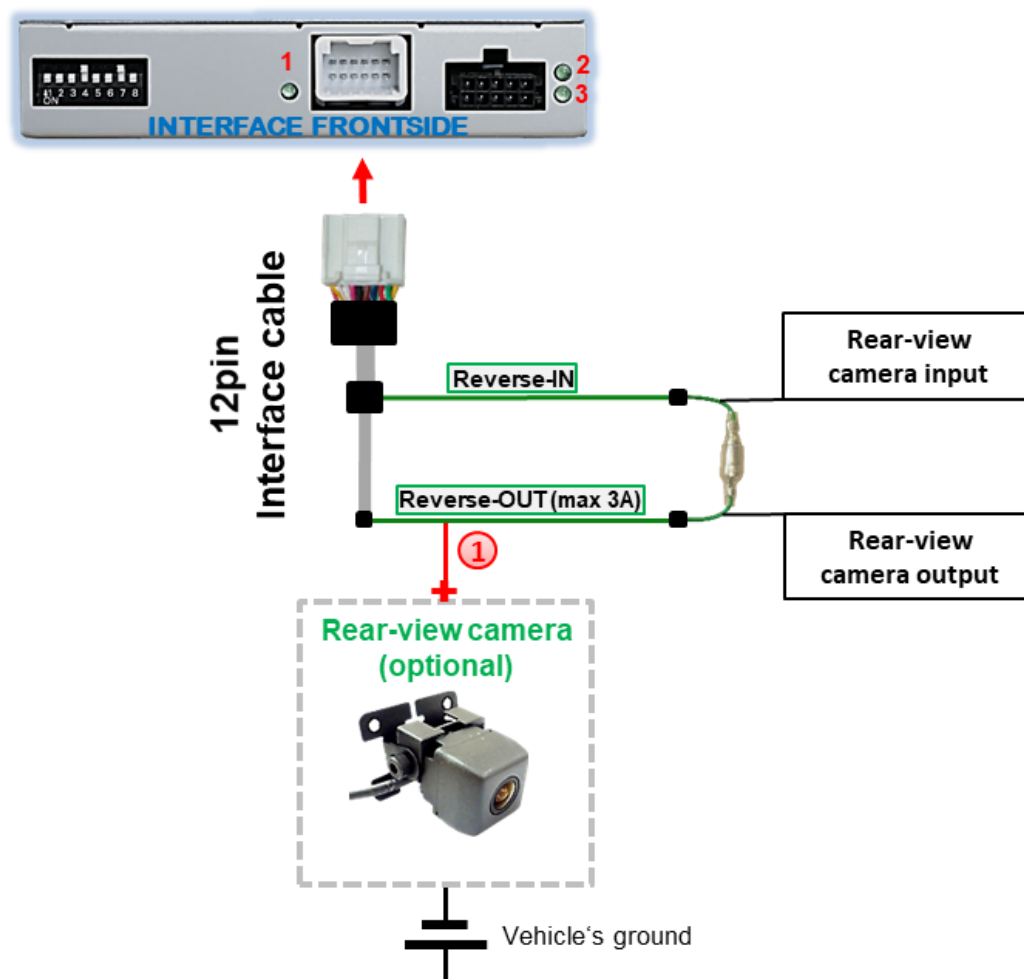 1
2
3
1 2 3 4 5 6 7 8
ON
INTERFACE FRONTSIDE
12pin
Interface cable
Reverse-IN
Rear-view
camera input
Reverse-OUT (max 3A)
1
Rear-view
camera output
Rear-view camera
(optional)
Vehicle‘s ground